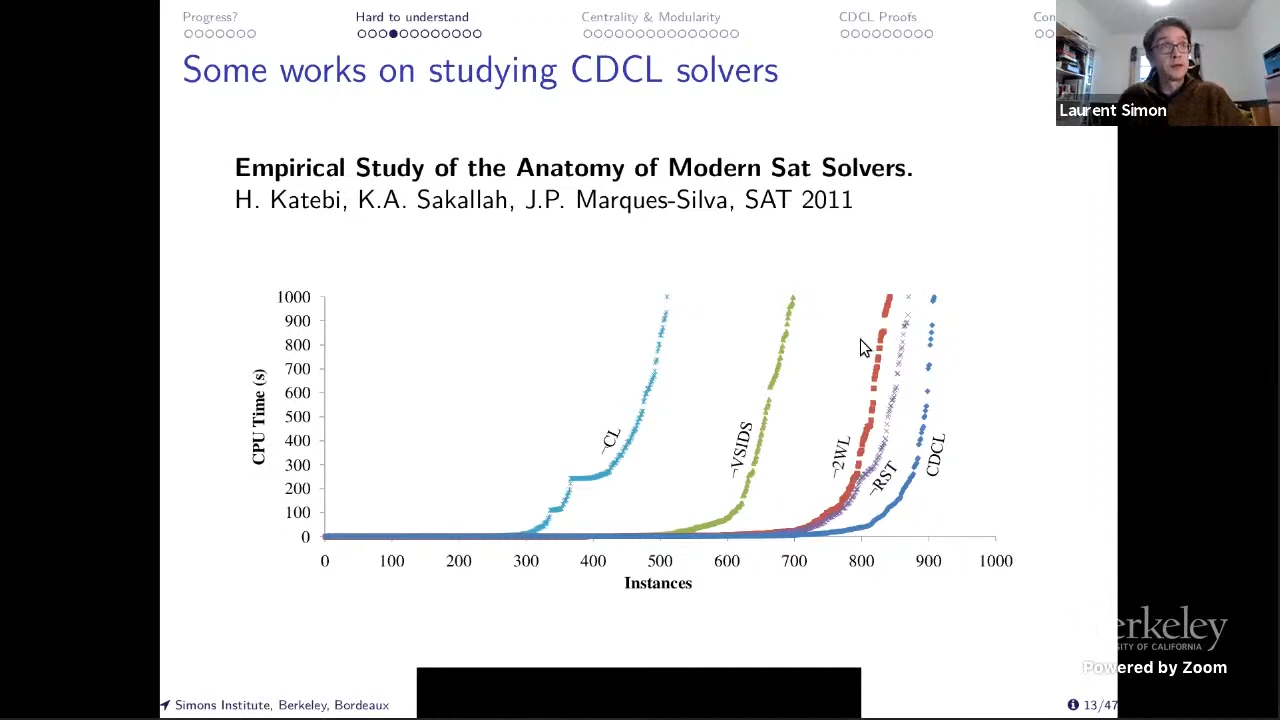 Progress?
Hard to understand
Centrality & Modularity
CDCL Proofs
Con
Some works on studying CDCL solvers
Laurent Simon
Empirical Study of the Anatomy of Modern Sat Solvers.
H. Katebi, K.A. Sakallah, J.P. Marques-Silva, SAT 2011
1000
900
800
700
600
500
400
300
200
100
0
CPU Time (s)
¬CL
¬VSIDS
¬2WL
¬RST
CDCL
0 100 200 300 400 500 600 700 800 900 1000
Instances
erkeley
SITY OF CALIFORNIA
Powered by Zoom
Simons Institute, Berkeley, Bordeaux
13/47